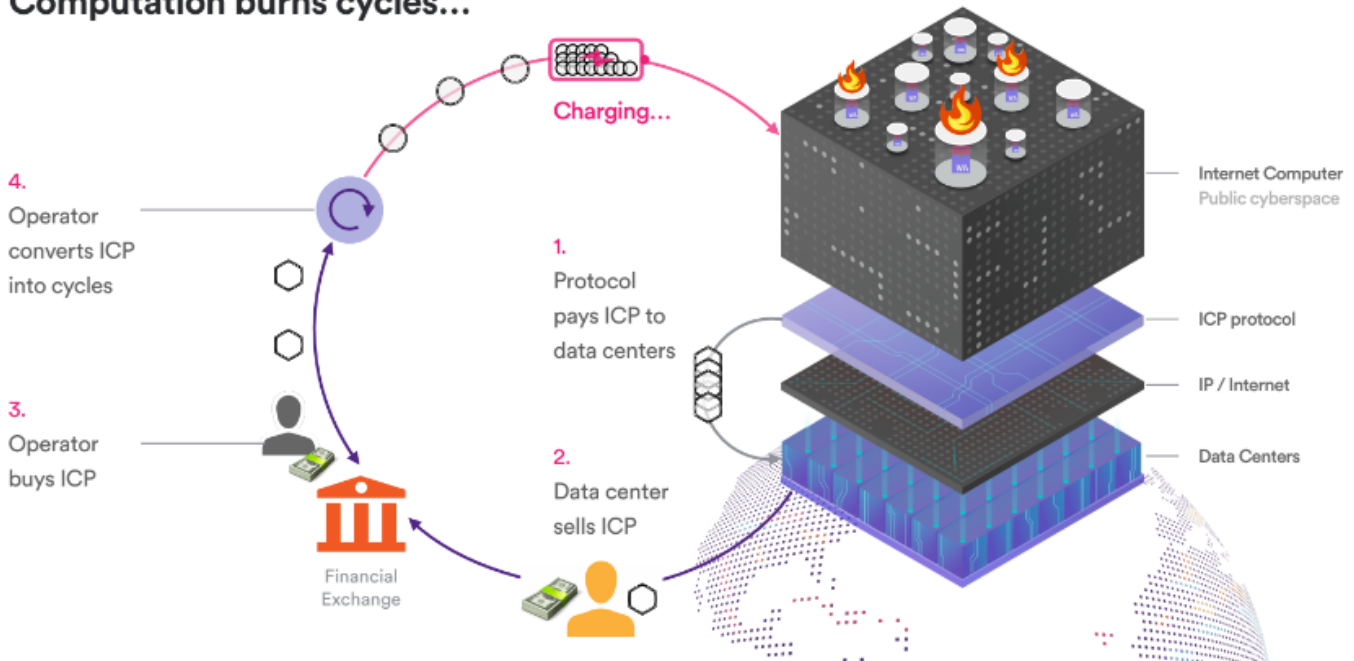 Computation burns cycles...
Charging...
4.
Operator
converts ICP
into cycles
Internet Computer
Public cyberspace
1.
Protocol
pays ICP to
data centers
ICP protocol
IP / Internet
3.
Operator
buys ICP
2.
Data center
sells ICP
Data Centers
Financial
Exchange